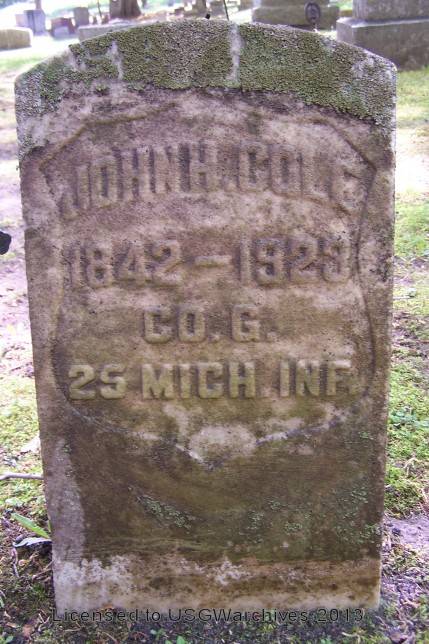 JOHN H. COLE
1842 – 1923
CO. G.
25 MICH. INF.
Licensed to USGWarchives 2013